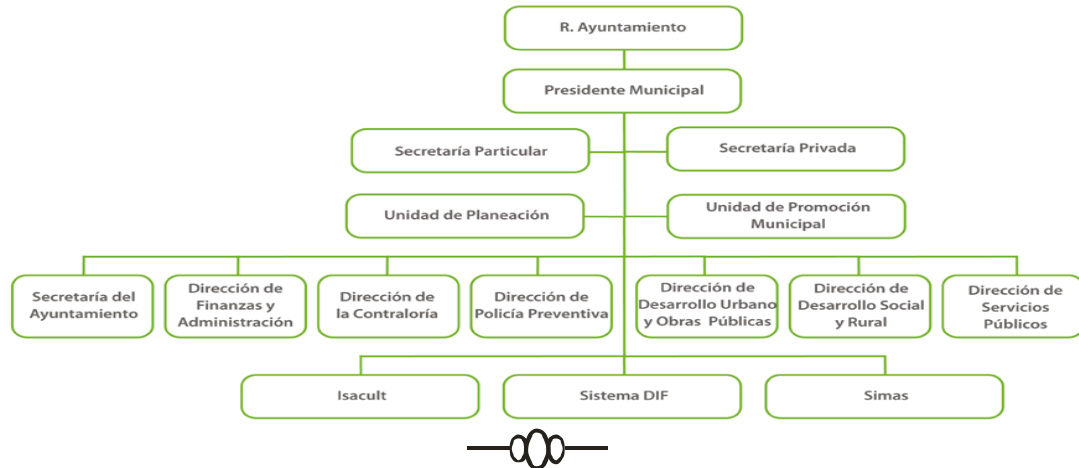 R. Ayuntamiento
Presidente Municipal
Secretaría Particular
Secretaría Privada
Unidad de Planeación
Unidad de Promoción
Municipal
Secretaría del
Ayuntamiento
Dirección de
Finanzas y
Administración
Dirección de
la Contraloría
Dirección de
Policía Preventiva
Dirección de
Desarrollo Urbano
y Obras Públicas
Dirección de
Desarrollo Social
y Rural
Dirección de
Servicios
Públicos
Isacult
Sistema DIF
Simas